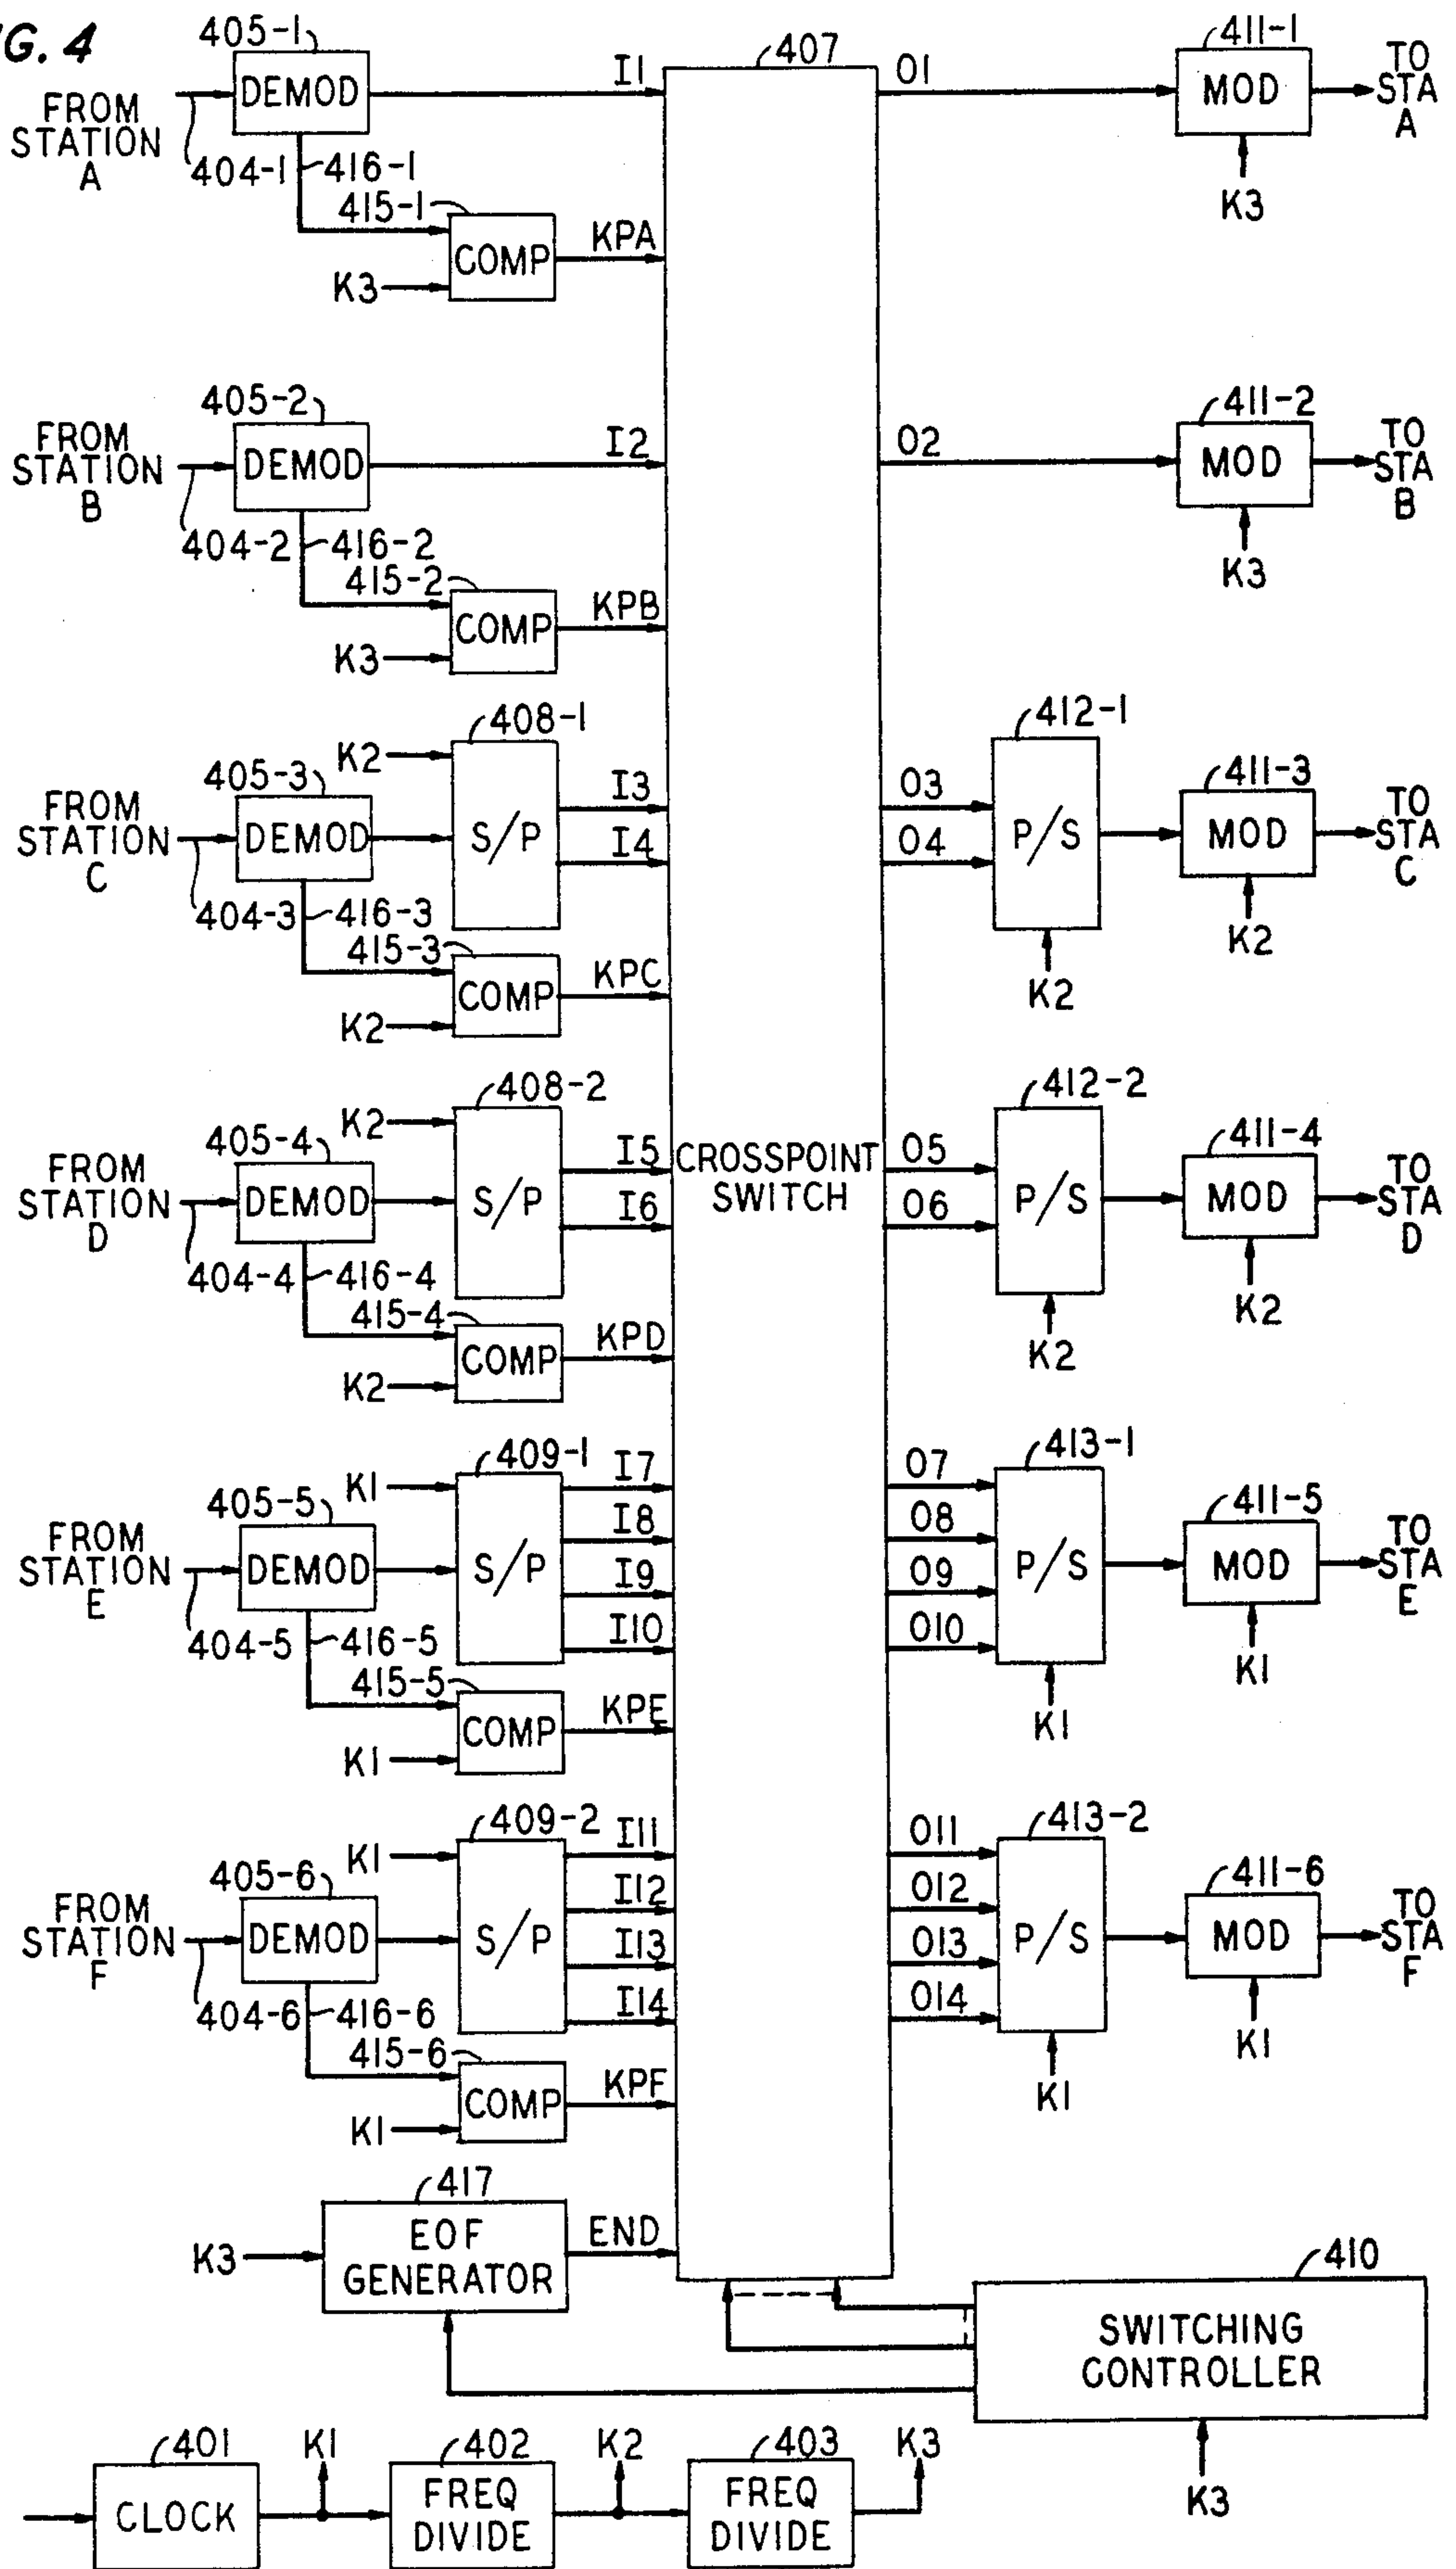 G. 4
405-1
DEMOD
FROM
STATION
A
404-1
416-1
415-1
COMP
K3
I1
KPA
407
O1
411-1
MOD
K3
TO
STA
A
405-2
DEMOD
FROM
STATION
B
404-2
416-2
415-2
COMP
K3
I2
KPB
O2
411-2
MOD
K3
TO
STA
B
408-1
K2
405-3
DEMOD
S/P
FROM
STATION
C
404-3
416-3
415-3
COMP
K2
I3
I4
KPC
O3
O4
412-1
P/S
K2
411-3
MOD
K2
TO
STA
C
408-2
K2
405-4
DEMOD
S/P
FROM
STATION
D
404-4
416-4
415-4
COMP
K2
I5
I6
KPD
CROSSPOINT
SWITCH
O5
O6
412-2
P/S
K2
411-4
MOD
K2
TO
STA
D
409-1
K1
405-5
DEMOD
S/P
FROM
STATION
E
404-5
416-5
415-5
COMP
K1
I7
I8
I9
I10
KPE
O7
O8
O9
O10
413-1
P/S
K1
411-5
MOD
K1
TO
STA
E
409-2
K1
405-6
DEMOD
S/P
FROM
STATION
F
404-6
416-6
415-6
COMP
K1
I11
I12
I13
I14
KPF
O11
O12
O13
O14
413-2
P/S
K1
411-6
MOD
K1
TO
STA
F
417
EOF
GENERATOR
K3
END
410
SWITCHING
CONTROLLER
K3
401
CLOCK
K1
402
FREQ
DIVIDE
K2
403
FREQ
DIVIDE
K3